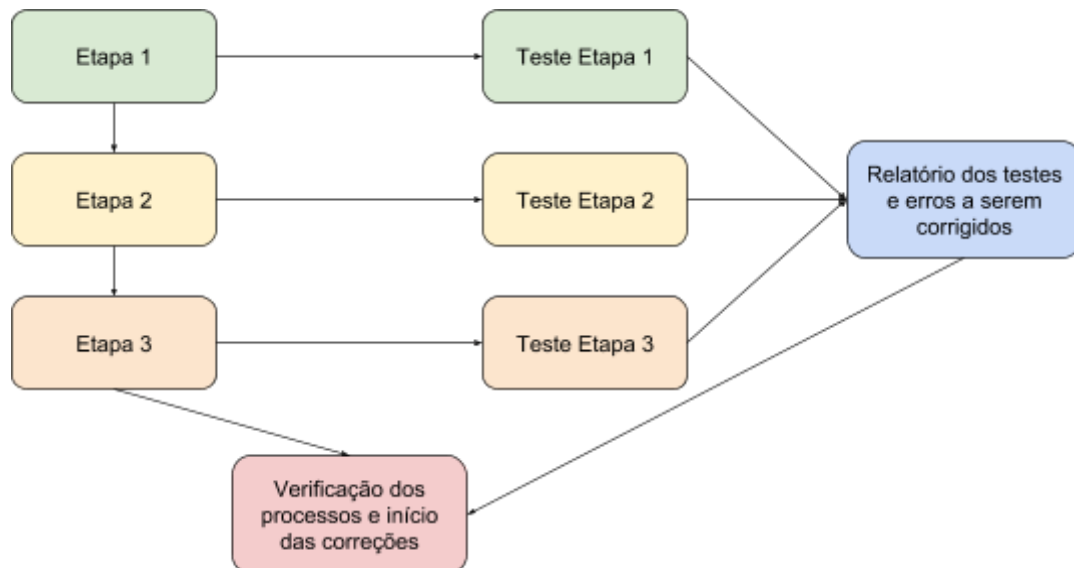 Etapa 1
Teste Etapa 1
Etapa 2
Teste Etapa 2
Relatório dos testes
e erros a serem
corrigidos
Etapa 3
Teste Etapa 3
Verificação dos
processos e início
das correções